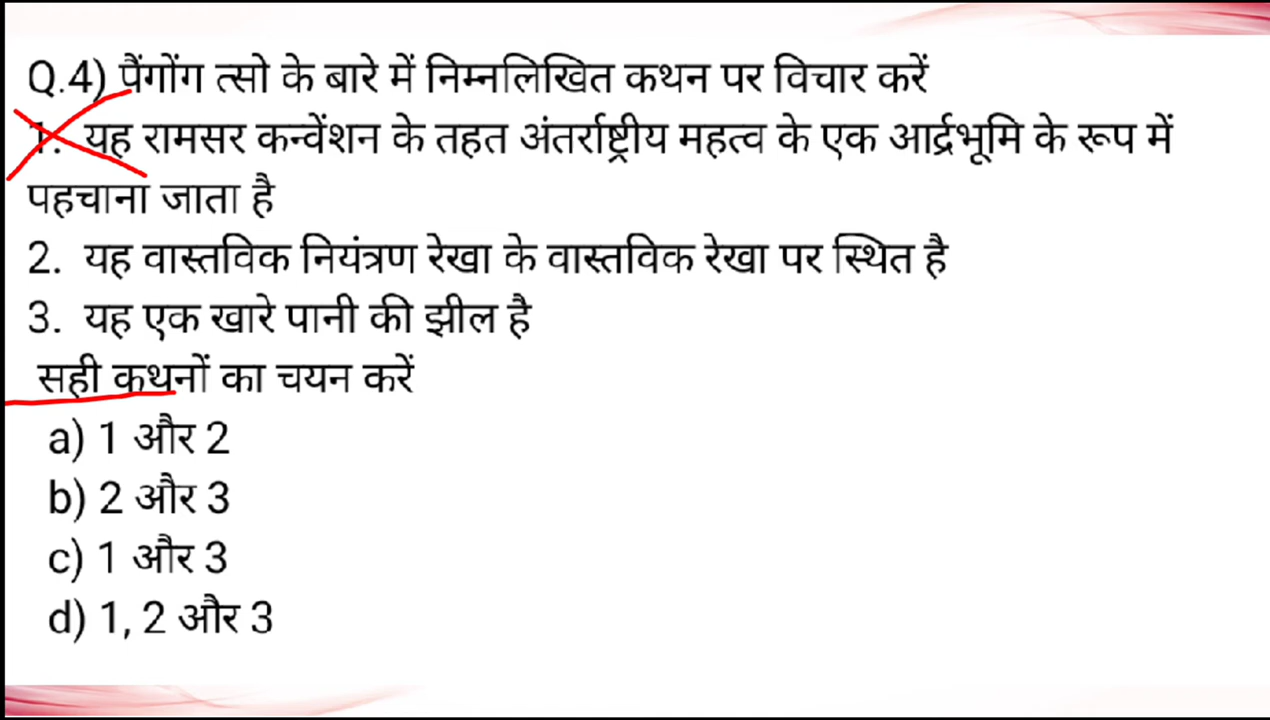 Q.4) पैंगोंग त्सो के बारे में निम्नलिखित कथन पर विचार करें
1. यह रामसर कन्वेंशन के तहत अंतर्राष्ट्रीय महत्व के एक आर्द्रभूमि के रूप में
पहचाना जाता है
2. यह वास्तविक नियंत्रण रेखा के वास्तविक रेखा पर स्थित है
3. यह एक खारे पानी की झील है
सही कथनों का चयन करें
a) 1 और 2
b) 2 और 3
c) 1 और 3
d) 1, 2 और 3